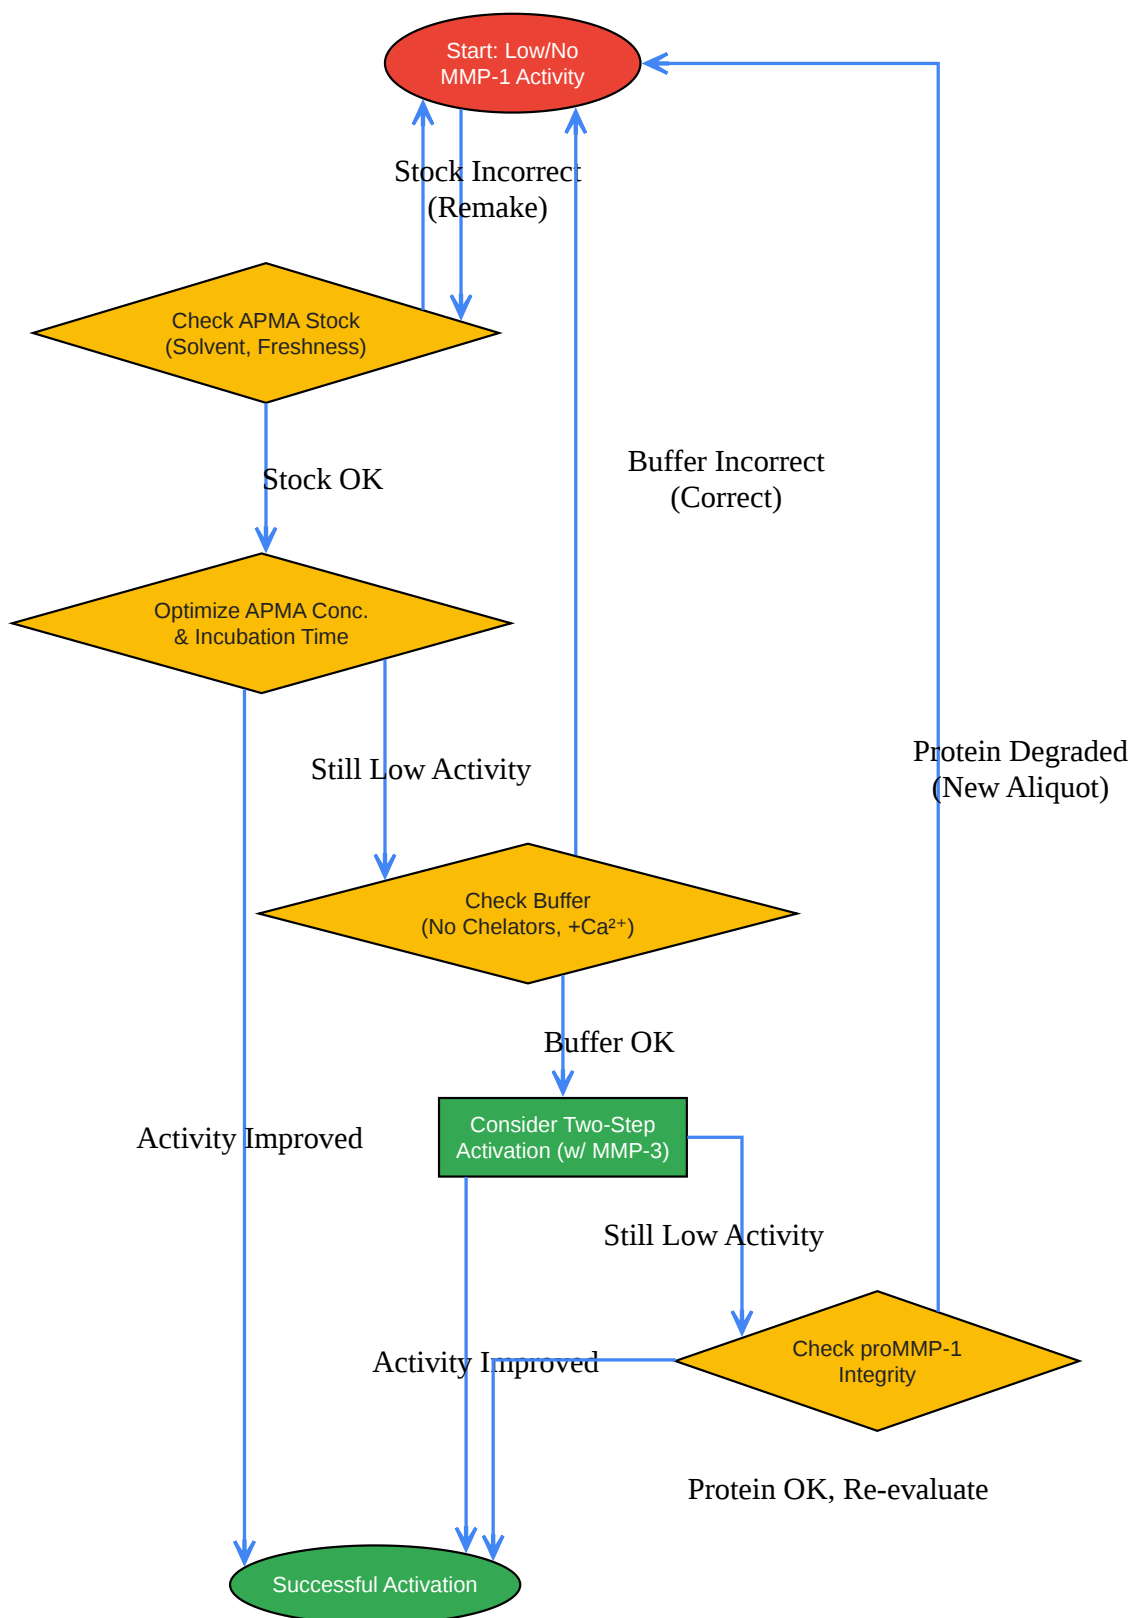 Start: Low/No
MMP-1 Activity
Stock Incorrect
(Remake)
Check APMA Stock
(Solvent, Freshness)
Stock OK
Buffer Incorrect
(Correct)
Optimize APMA Conc.
& Incubation Time
Still Low Activity
Protein Degraded
(New Aliquot)
Check Buffer
(No Chelators, +Ca²⁺)
Buffer OK
Consider Two-Step
Activation (w/ MMP-3)
Activity Improved
Still Low Activity
Activity Improved
Check proMMP-1
Integrity
Protein OK, Re-evaluate
Successful Activation